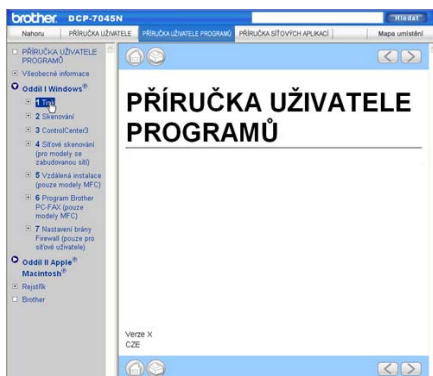 brother. DCP-7045N
Hledat
Nahoru
PŘÍRUČKA UŽIVATELE
PŘÍRUČKA UŽIVATELE PROGRAMŮ
PŘÍRUČKA SÍŤOVÝCH APLIKACÍ
Mapa umístění
PŘÍRUČKA UŽIVATELE
PROGRAMŮ
Všeobecné informace
Oddíl I Windows®
1 Tisk
2 Skenování
3 ControlCenter3
4 Síťové skenování
(pro modely se
zabudovanou sítí)
5 Vzdálená instalace
(pouze modely MFC)
6 Program Brother
PC-FAX (pouze
modely MFC)
7 Nastavení brány
Firewall (pouze pro
síťové uživatele)
Oddíl II Apple®
Macintosh®
Rejstřík
Brother
PŘÍRUČKA UŽIVATELE
PROGRAMŮ
Verze X
CZE